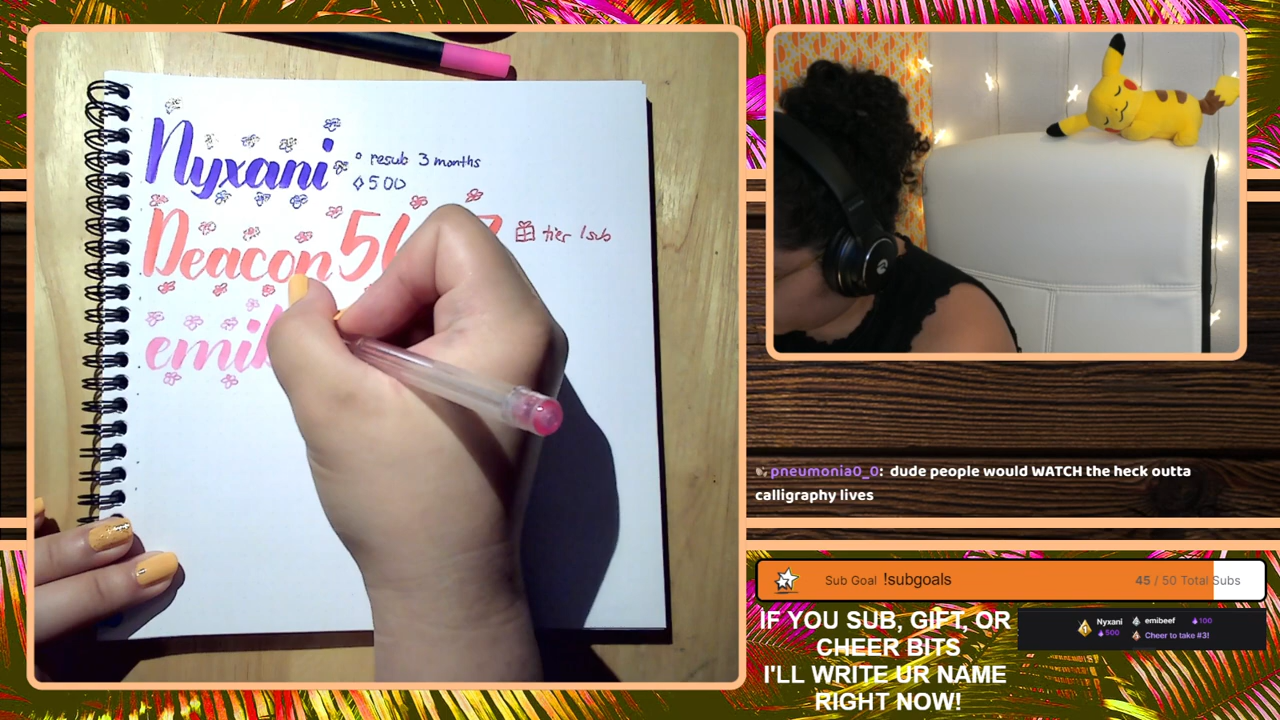 Nyxani
resub 3 months
500
Deacon
tier 1 sub
pneumonia0_0: dude people would WATCH the heck outta
calligraphy lives
Sub Goal !subgoals 45 / 50 Total Subs
IF YOU SUB, GIFT, OR
CHEER BITS
I'LL WRITE UR NAME
RIGHT NOW!
1 Nyxani 500
emibeef 100
Cheer to take #3!